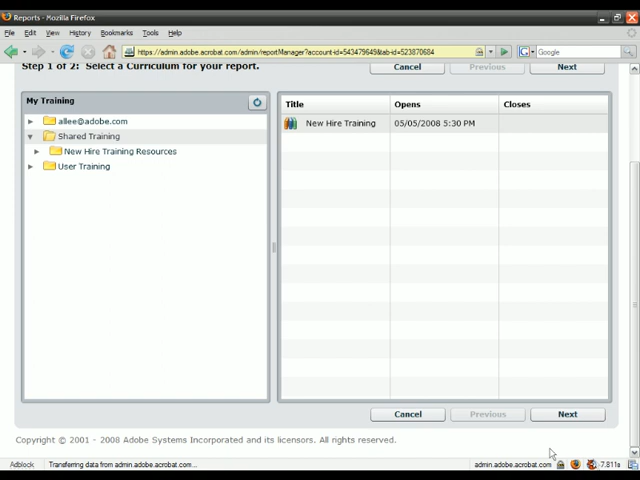 Reports - Mozilla Firefox
File Edit View History Bookmarks Tools Help
https://admin.adobe.acrobat.com/admin/reportManager?account-id=543479649&tab-id=523870684
Google
Step 1 of 2: Select a Curriculum for your report.
Cancel Previous Next
My Training
allee@adobe.com
Shared Training
New Hire Training Resources
User Training
Title Opens Closes
New Hire Training 05/05/2008 5:30 PM
Cancel Previous Next
Copyright © 2001 - 2008 Adobe Systems Incorporated and its licensors. All rights reserved.
Adblock Transferring data from admin.adobe.acrobat.com... admin.adobe.acrobat.com 7.811s